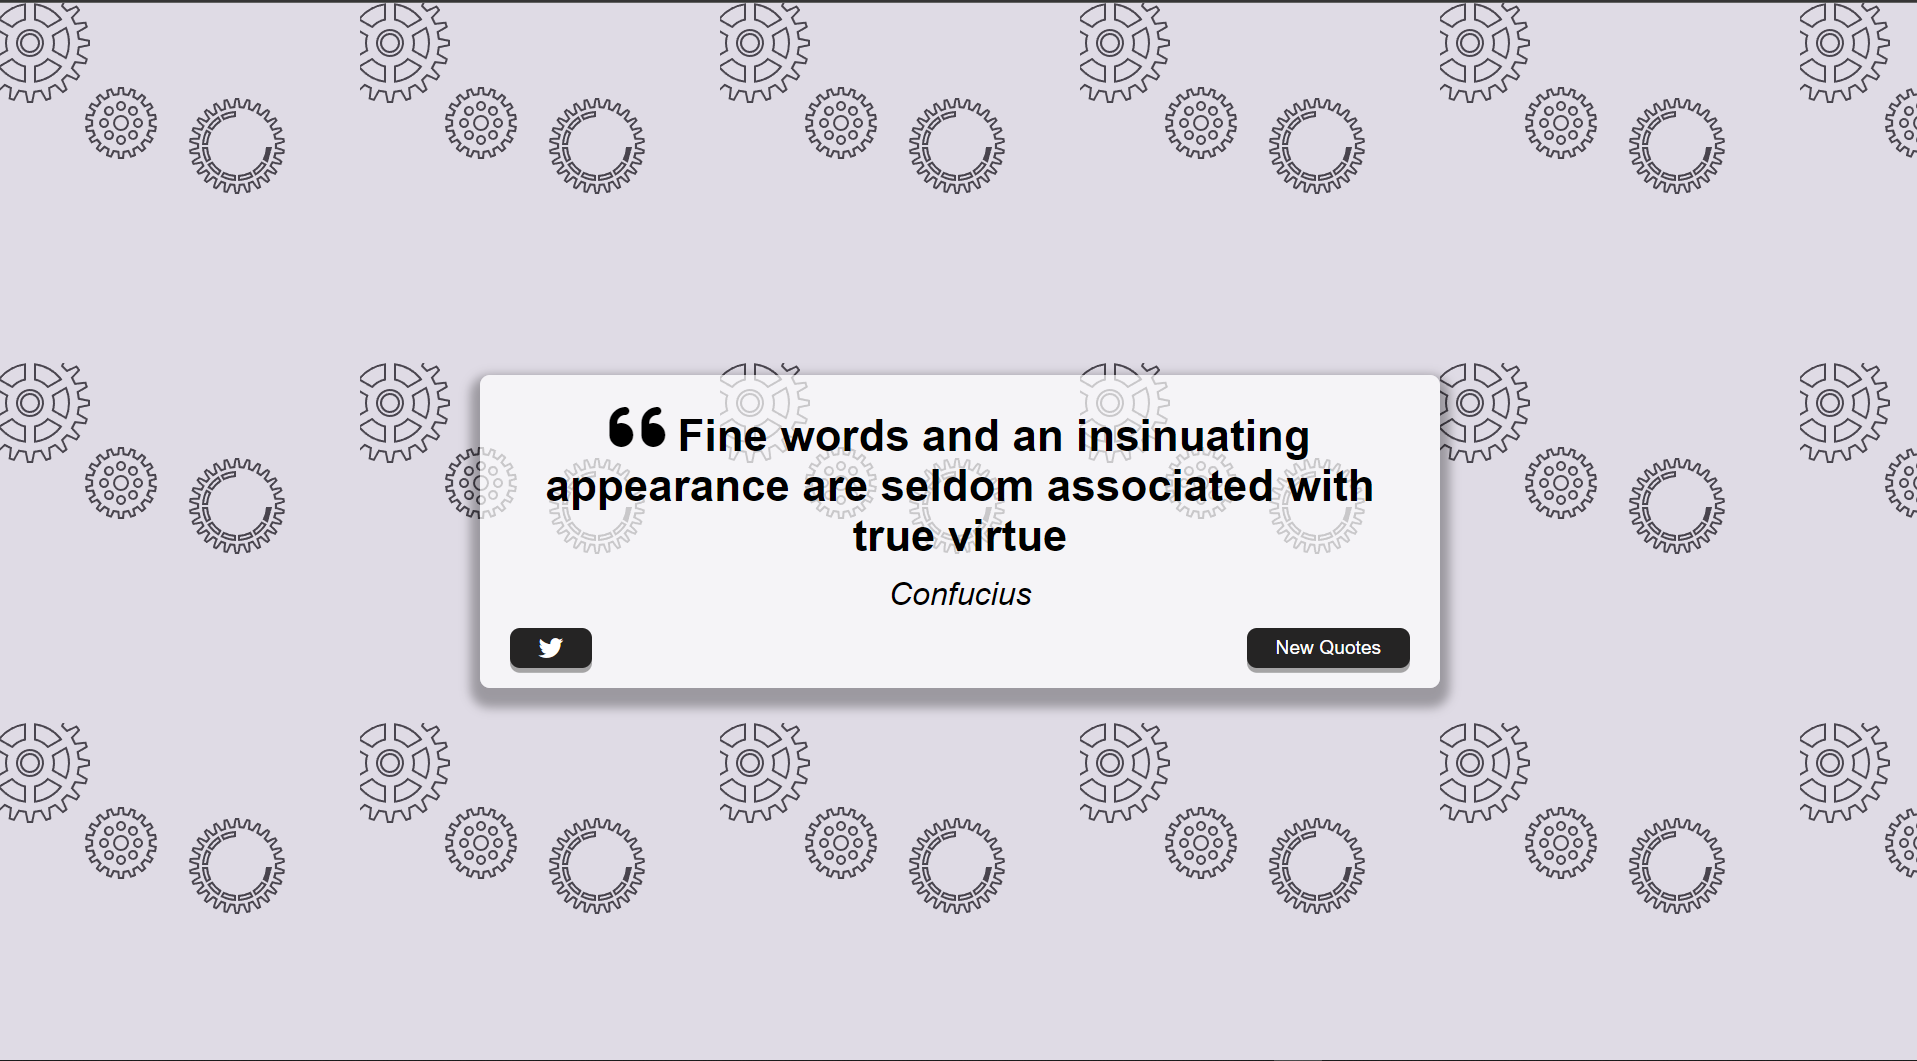 ❝ Fine words and an insinuating
appearance are seldom associated with
true virtue
Confucius
New Quotes